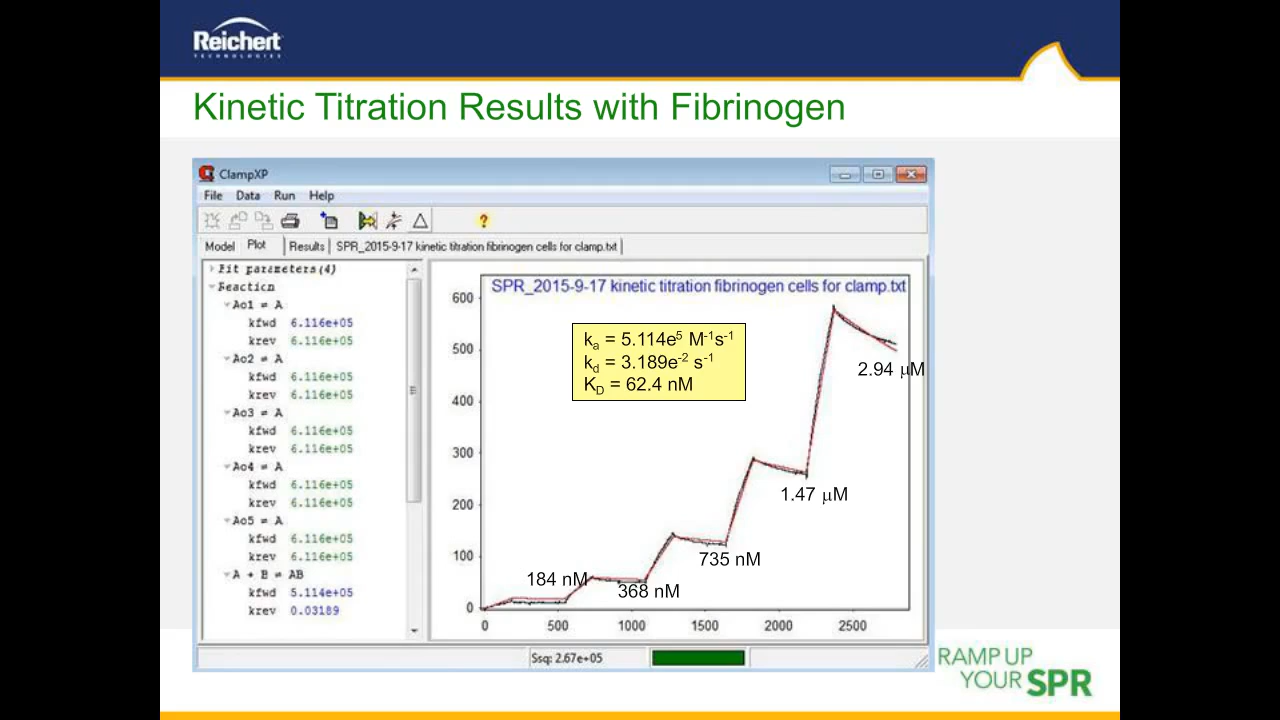 Reichert
TECHNOLOGIES
Kinetic Titration Results with Fibrinogen
ClampXP
File Data Run Help
?
Model Plot Results SPR_2015-9-17 kinetic titration fibrinogen cells for clamp.txt
Fit parameters(4)
Reaction
Ao1 = A
kfwd 6.116e+05
krev 6.116e+05
Ao2 = A
kfwd 6.116e+05
krev 6.116e+05
Ao3 = A
kfwd 6.116e+05
krev 6.116e+05
Ao4 = A
kfwd 6.116e+05
krev 6.116e+05
Ao5 = A
kfwd 6.116e+05
krev 6.116e+05
A + B = AB
kfwd 5.114e+05
krev 0.03189
SPR_2015-9-17 kinetic titration fibrinogen cells for clamp.txt
600
500
400
300
200
100
0
0 500 1000 1500 2000 2500
kₐ = 5.114e⁵ M⁻¹s⁻¹
k_d = 3.189e⁻² s⁻¹
K_D = 62.4 nM
2.94 µM
1.47 µM
735 nM
184 nM
368 nM
Ssq: 2.67e+05
RAMP UP
YOUR SPR